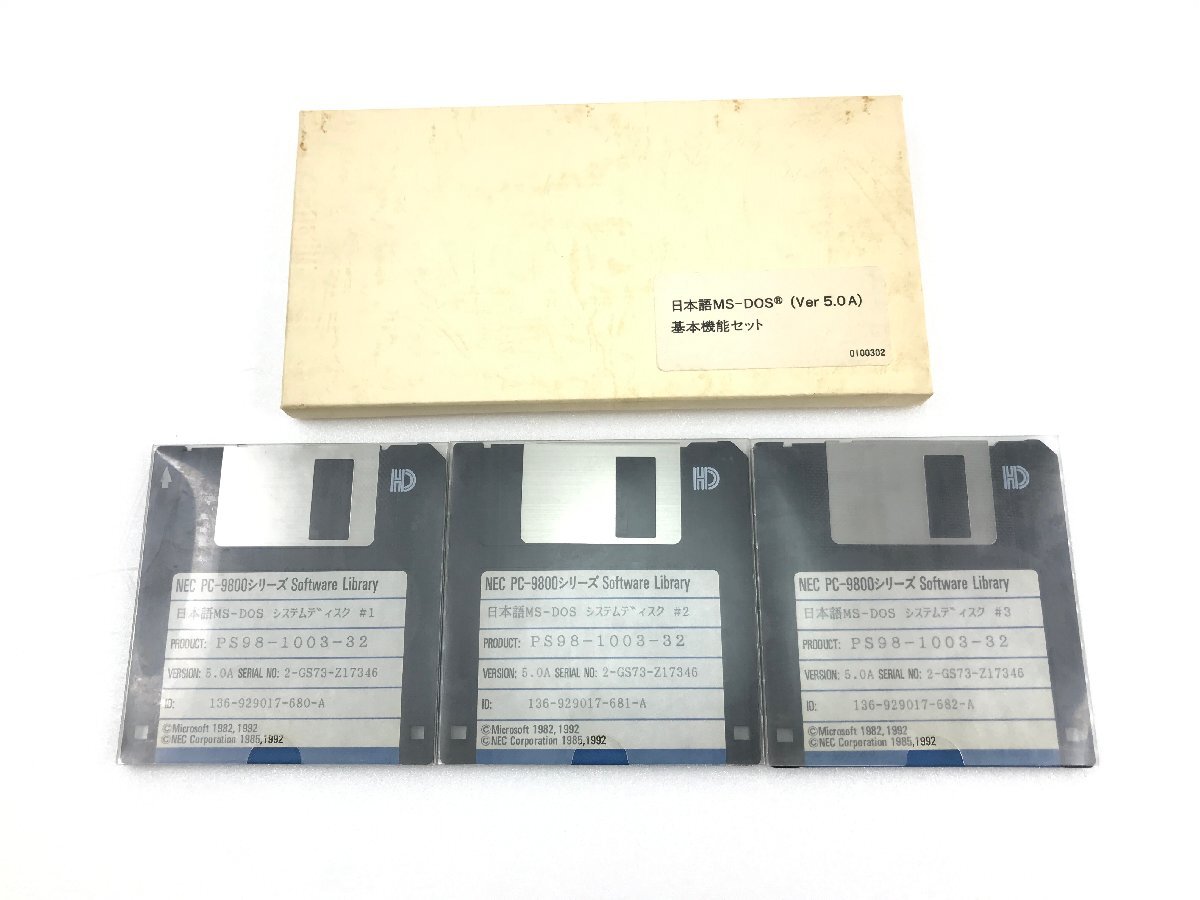 日本語MS-DOS® (Ver 5.0A)
基本機能セット
0100302
HD
NEC PC-9800シリーズ Software Library
日本語MS-DOS システムディスク #1
PRODUCT: PS98-1003-32
VERSION: 5.0A SERIAL NO: 2-GS73-Z17346
ID: 136-929017-680-A
©Microsoft 1982,1992
©NEC Corporation 1985,1992
HD
NEC PC-9800シリーズ Software Library
日本語MS-DOS システムディスク #2
PRODUCT: PS98-1003-32
VERSION: 5.0A SERIAL NO: 2-GS73-Z17346
ID: 136-929017-681-A
©Microsoft 1982,1992
©NEC Corporation 1985,1992
HD
NEC PC-9800シリーズ Software Library
日本語MS-DOS システムディスク #3
PRODUCT: PS98-1003-32
VERSION: 5.0A SERIAL NO: 2-GS73-Z17346
ID: 136-929017-682-A
©Microsoft 1982,1992
©NEC Corporation 1985,1992